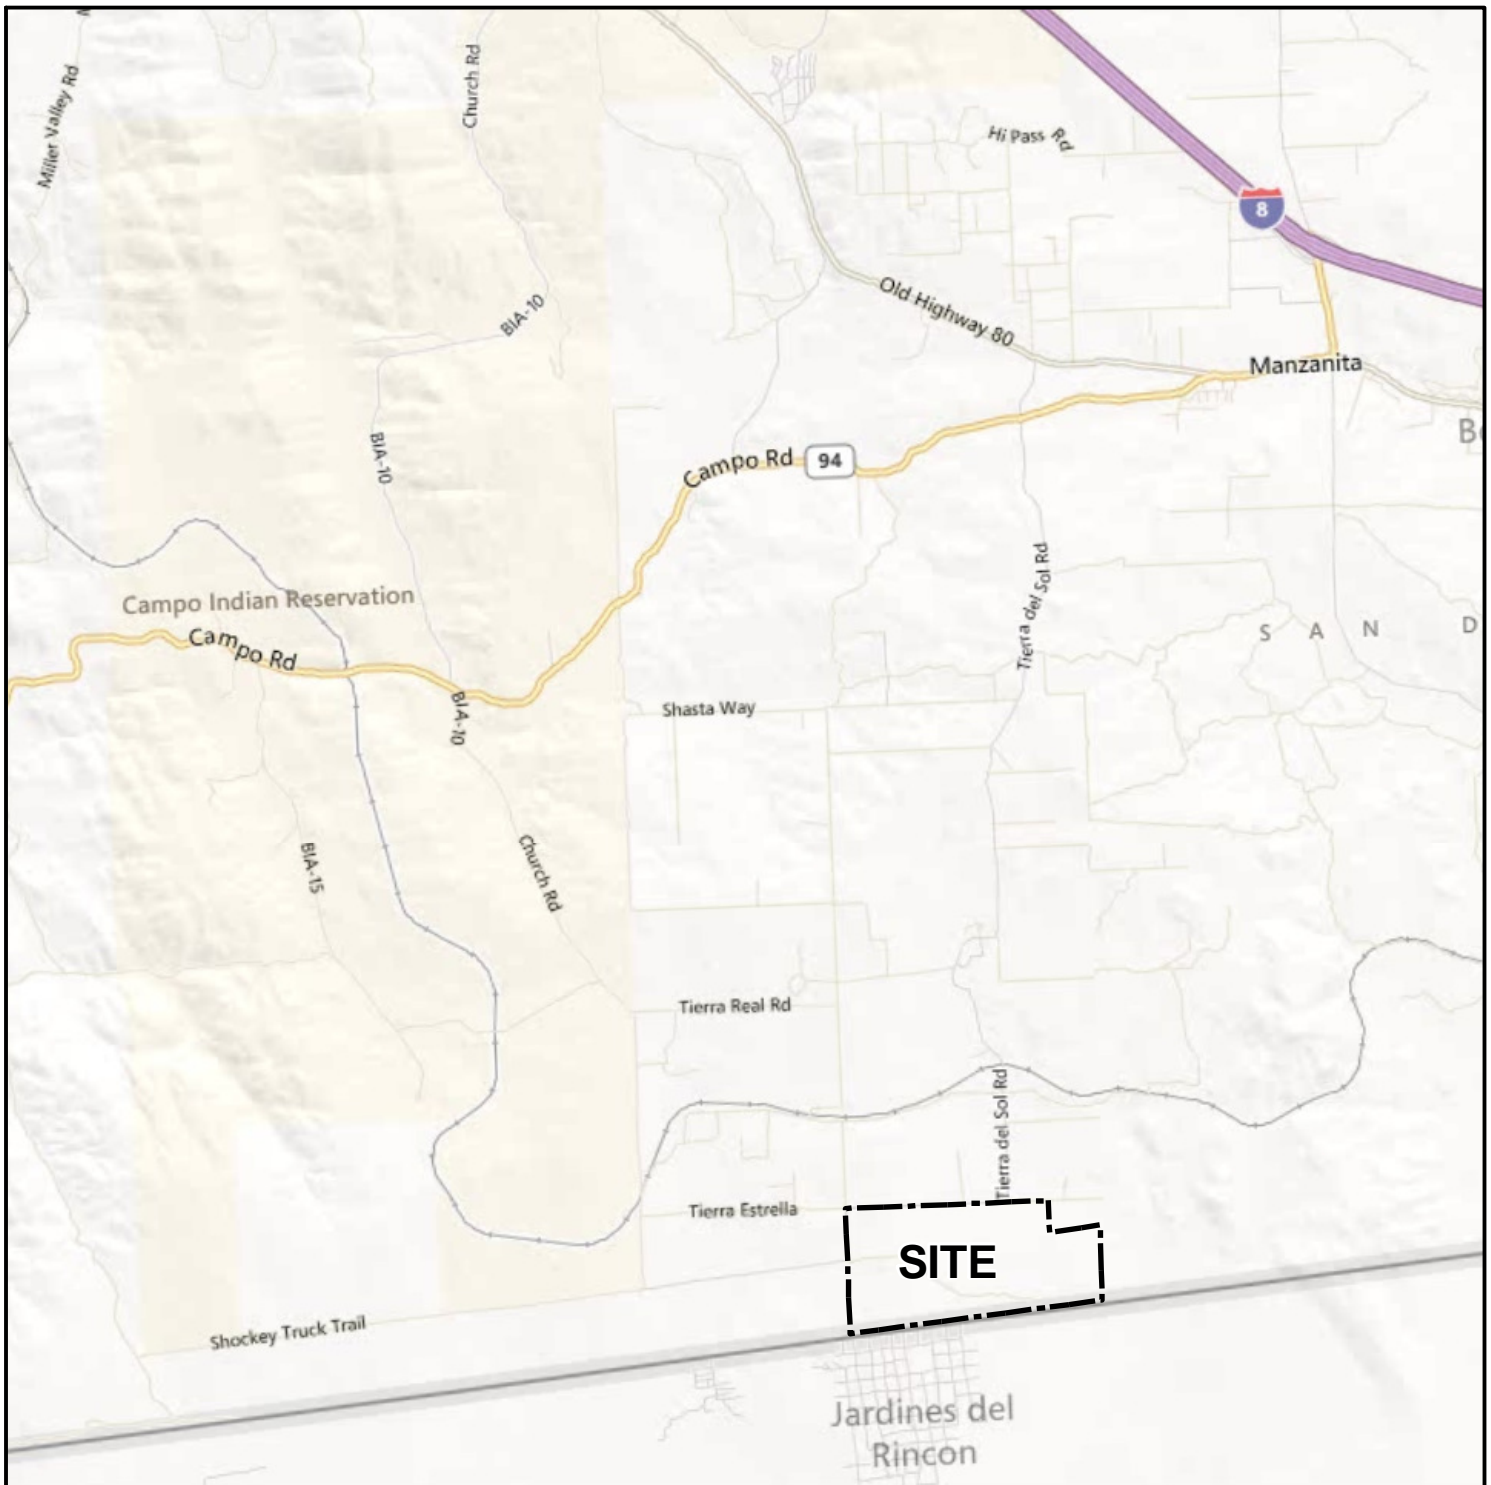 Miller Valley Rd
Church Rd
Hi Pass Rd
8
BIA-10
Old Highway 80
Manzanita
BIA-10
Campo Rd
94
Tierra del Sol Rd
Campo Indian Reservation
Campo Rd
S A N D
BIA-10
Shasta Way
BIA-15
Church Rd
Tierra Real Rd
Tierra del Sol Rd
Tierra Estrella
SITE
Shockey Truck Trail
Jardines del
Rincon